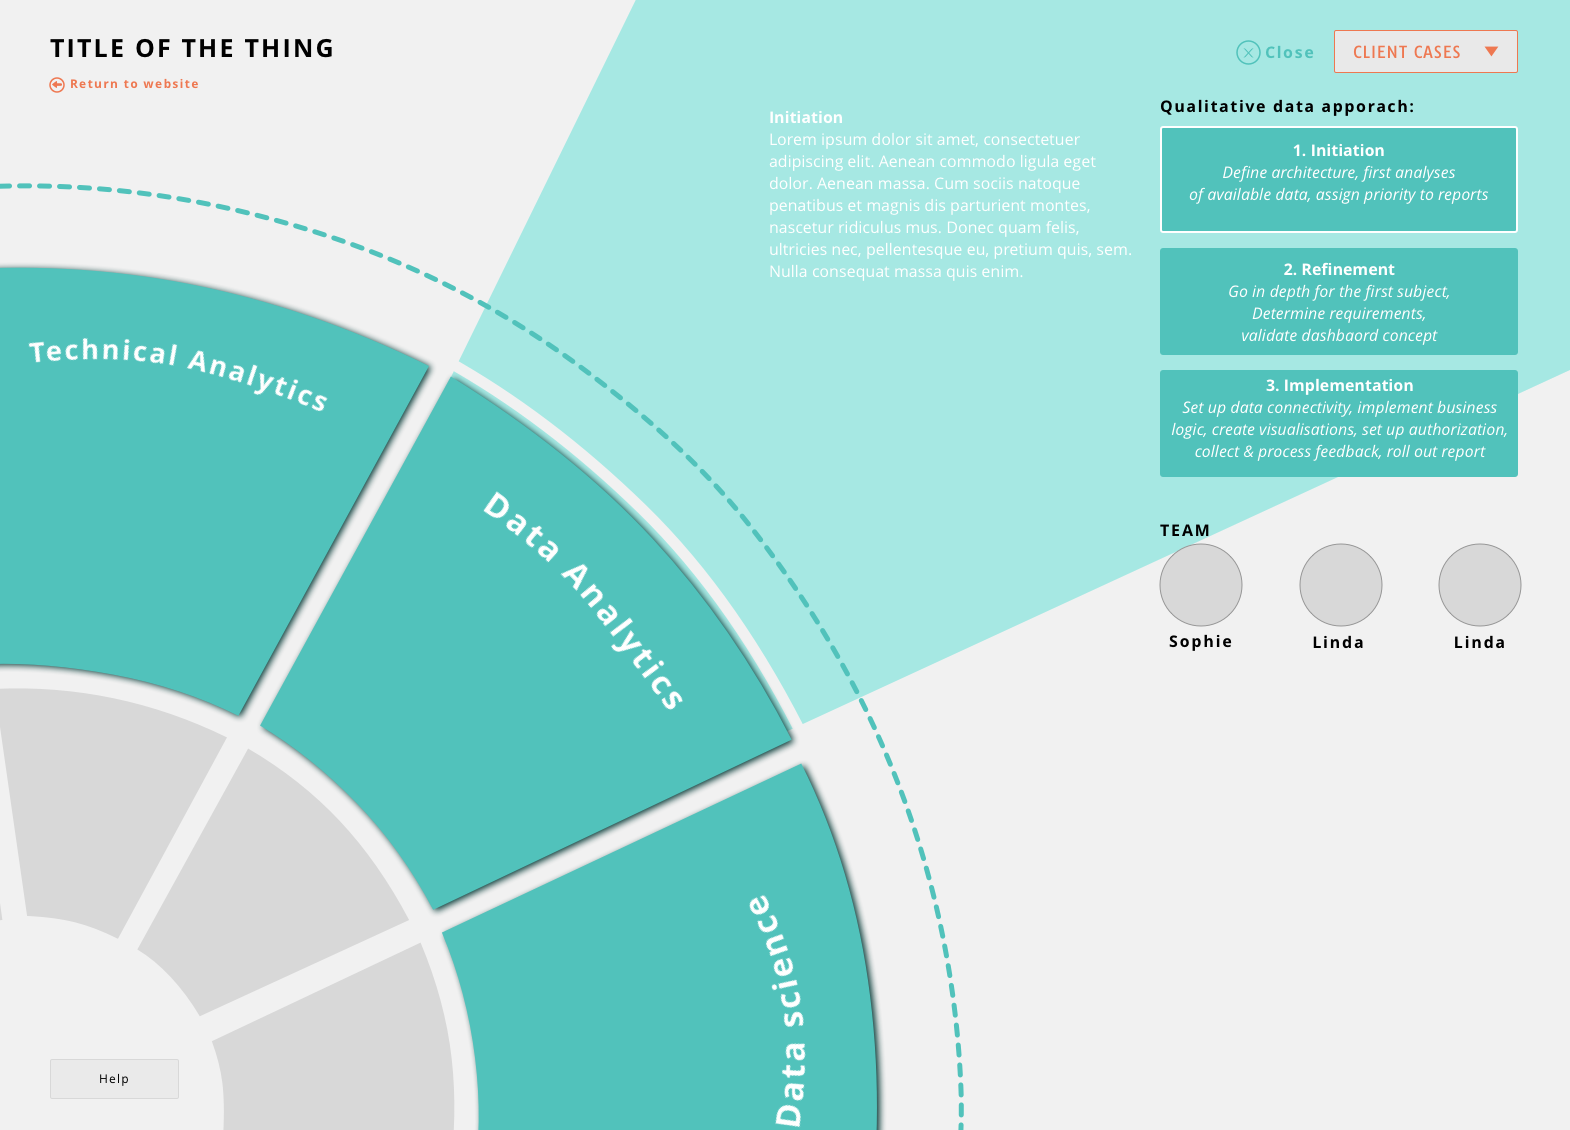 TITLE OF THE THING
Return to website
Close
CLIENT CASES
Initiation
Lorem ipsum dolor sit amet, consectetuer
adipiscing elit. Aenean commodo ligula eget
dolor. Aenean massa. Cum sociis natoque
penatibus et magnis dis parturient montes,
nascetur ridiculus mus. Donec quam felis,
ultricies nec, pellentesque eu, pretium quis, sem.
Nulla consequat massa quis enim.
Qualitative data apporach:
1. Initiation
Define architecture, first analyses
of available data, assign priority to reports
2. Refinement
Go in depth for the first subject,
Determine requirements,
validate dashbaord concept
3. Implementation
Set up data connectivity, implement business
logic, create visualisations, set up authorization,
collect & process feedback, roll out report
TEAM
Sophie
Linda
Linda
Technical Analytics
Data Analytics
Data science
Help